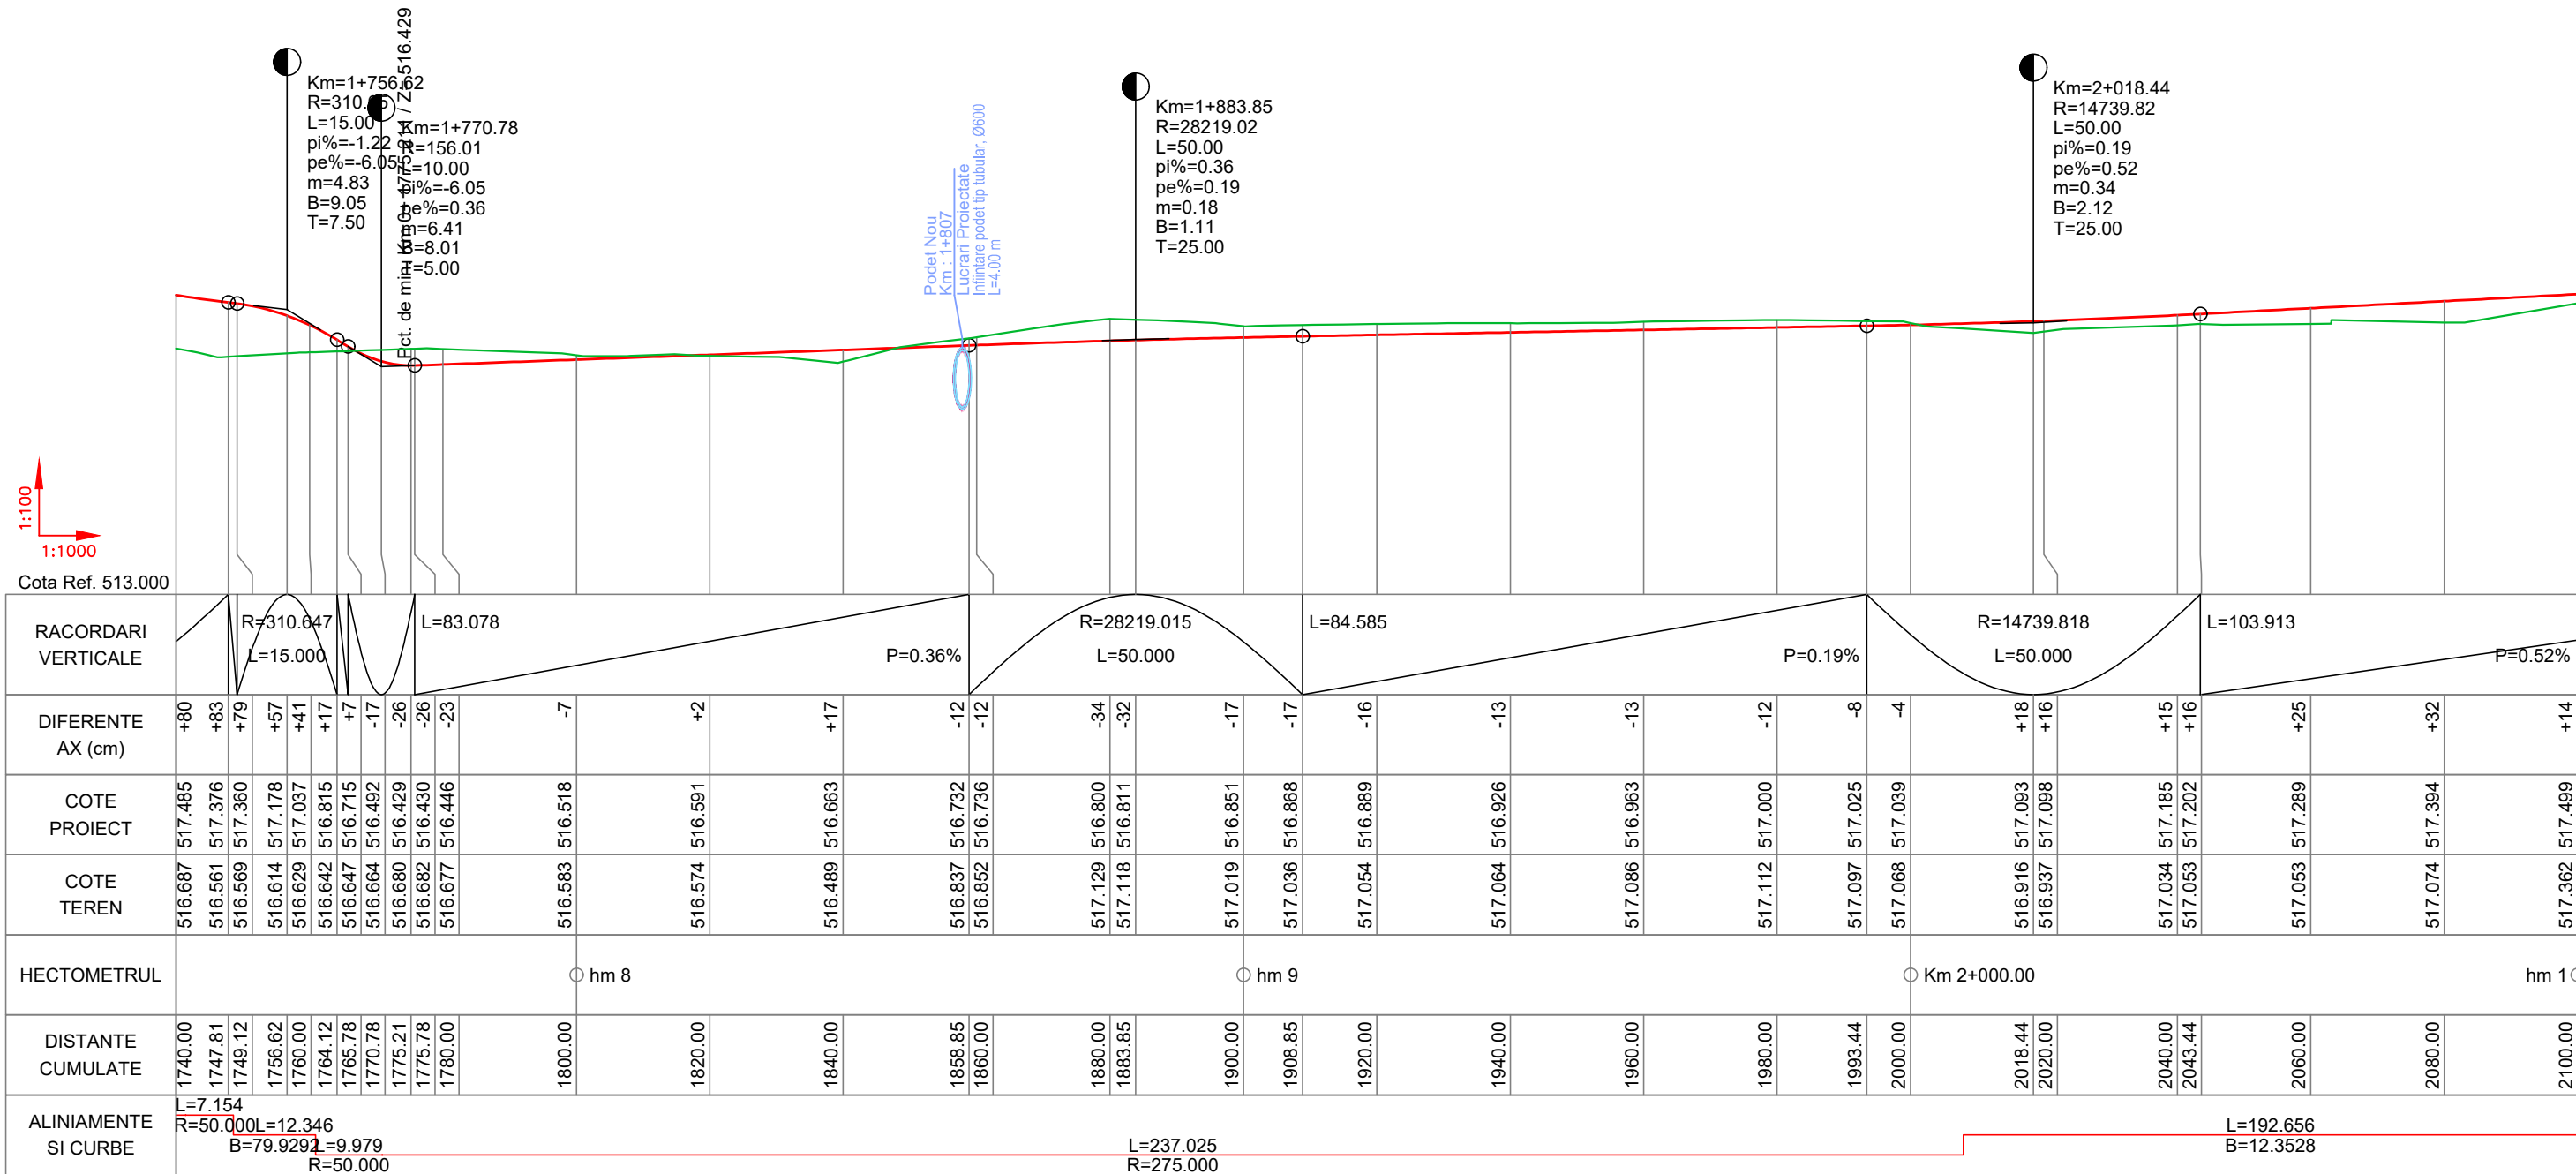 Km=1+756.62
R=310.65
L=15.00
pi%=-1.22
pe%=-6.05
m=4.83
B=9.05
T=7.50
Km=1+770.78
R=156.01
L=10.00
pi%=-6.05
pe%=0.36
m=6.41
B=8.01
T=5.00
Pct. de min. Km 0+1775.211 / Z= 516.429
Podet Nou
Km : 1+807
Lucrari Proiectate
Infiintare podet tip tubular, Ø600
L=4.00 m
Km=1+883.85
R=28219.02
L=50.00
pi%=0.36
pe%=0.19
m=0.18
B=1.11
T=25.00
Km=2+018.44
R=14739.82
L=50.00
pi%=0.19
pe%=0.52
m=0.34
B=2.12
T=25.00
1:100
1:1000
Cota Ref. 513.000
RACORDARI
VERTICALE
R=310.647
L=15.000
L=83.078
P=0.36%
R=28219.015
L=50.000
L=84.585
P=0.19%
R=14739.818
L=50.000
L=103.913
P=0.52%
DIFERENTE
AX (cm)
+80 +83 +79 +57 +41 +17 +7 -17 -26 -26 -23 -7 +2 +17 -12 -12 -34 -32 -17 -17 -16 -13 -13 -12 -8 -4 +18 +16 +15 +16 +25 +32 +14
COTE
PROIECT
517.485 517.376 517.360 517.178 517.037 516.815 516.715 516.492 516.429 516.430 516.446 516.518 516.591 516.663 516.732 516.736 516.800 516.811 516.851 516.868 516.889 516.926 516.963 517.000 517.025 517.039 517.093 517.098 517.185 517.202 517.289 517.394 517.499
COTE
TEREN
516.687 516.561 516.569 516.614 516.629 516.642 516.647 516.664 516.680 516.682 516.677 516.583 516.574 516.489 516.837 516.852 517.129 517.118 517.019 517.036 517.054 517.064 517.086 517.112 517.097 517.068 516.916 516.937 517.034 517.053 517.053 517.074 517.362
HECTOMETRUL
hm 8
hm 9
Km 2+000.00
hm 1
DISTANTE
CUMULATE
1740.00 1747.81 1749.12 1756.62 1760.00 1764.12 1765.78 1770.78 1775.21 1775.78 1780.00 1800.00 1820.00 1840.00 1858.85 1860.00 1880.00 1883.85 1900.00 1908.85 1920.00 1940.00 1960.00 1980.00 1993.44 2000.00 2018.44 2020.00 2040.00 2043.44 2060.00 2080.00 2100.00
ALINIAMENTE
SI CURBE
L=7.154
R=50.000
L=12.346
B=79.9292
L=9.979
R=50.000
L=237.025
R=275.000
L=192.656
B=12.3528